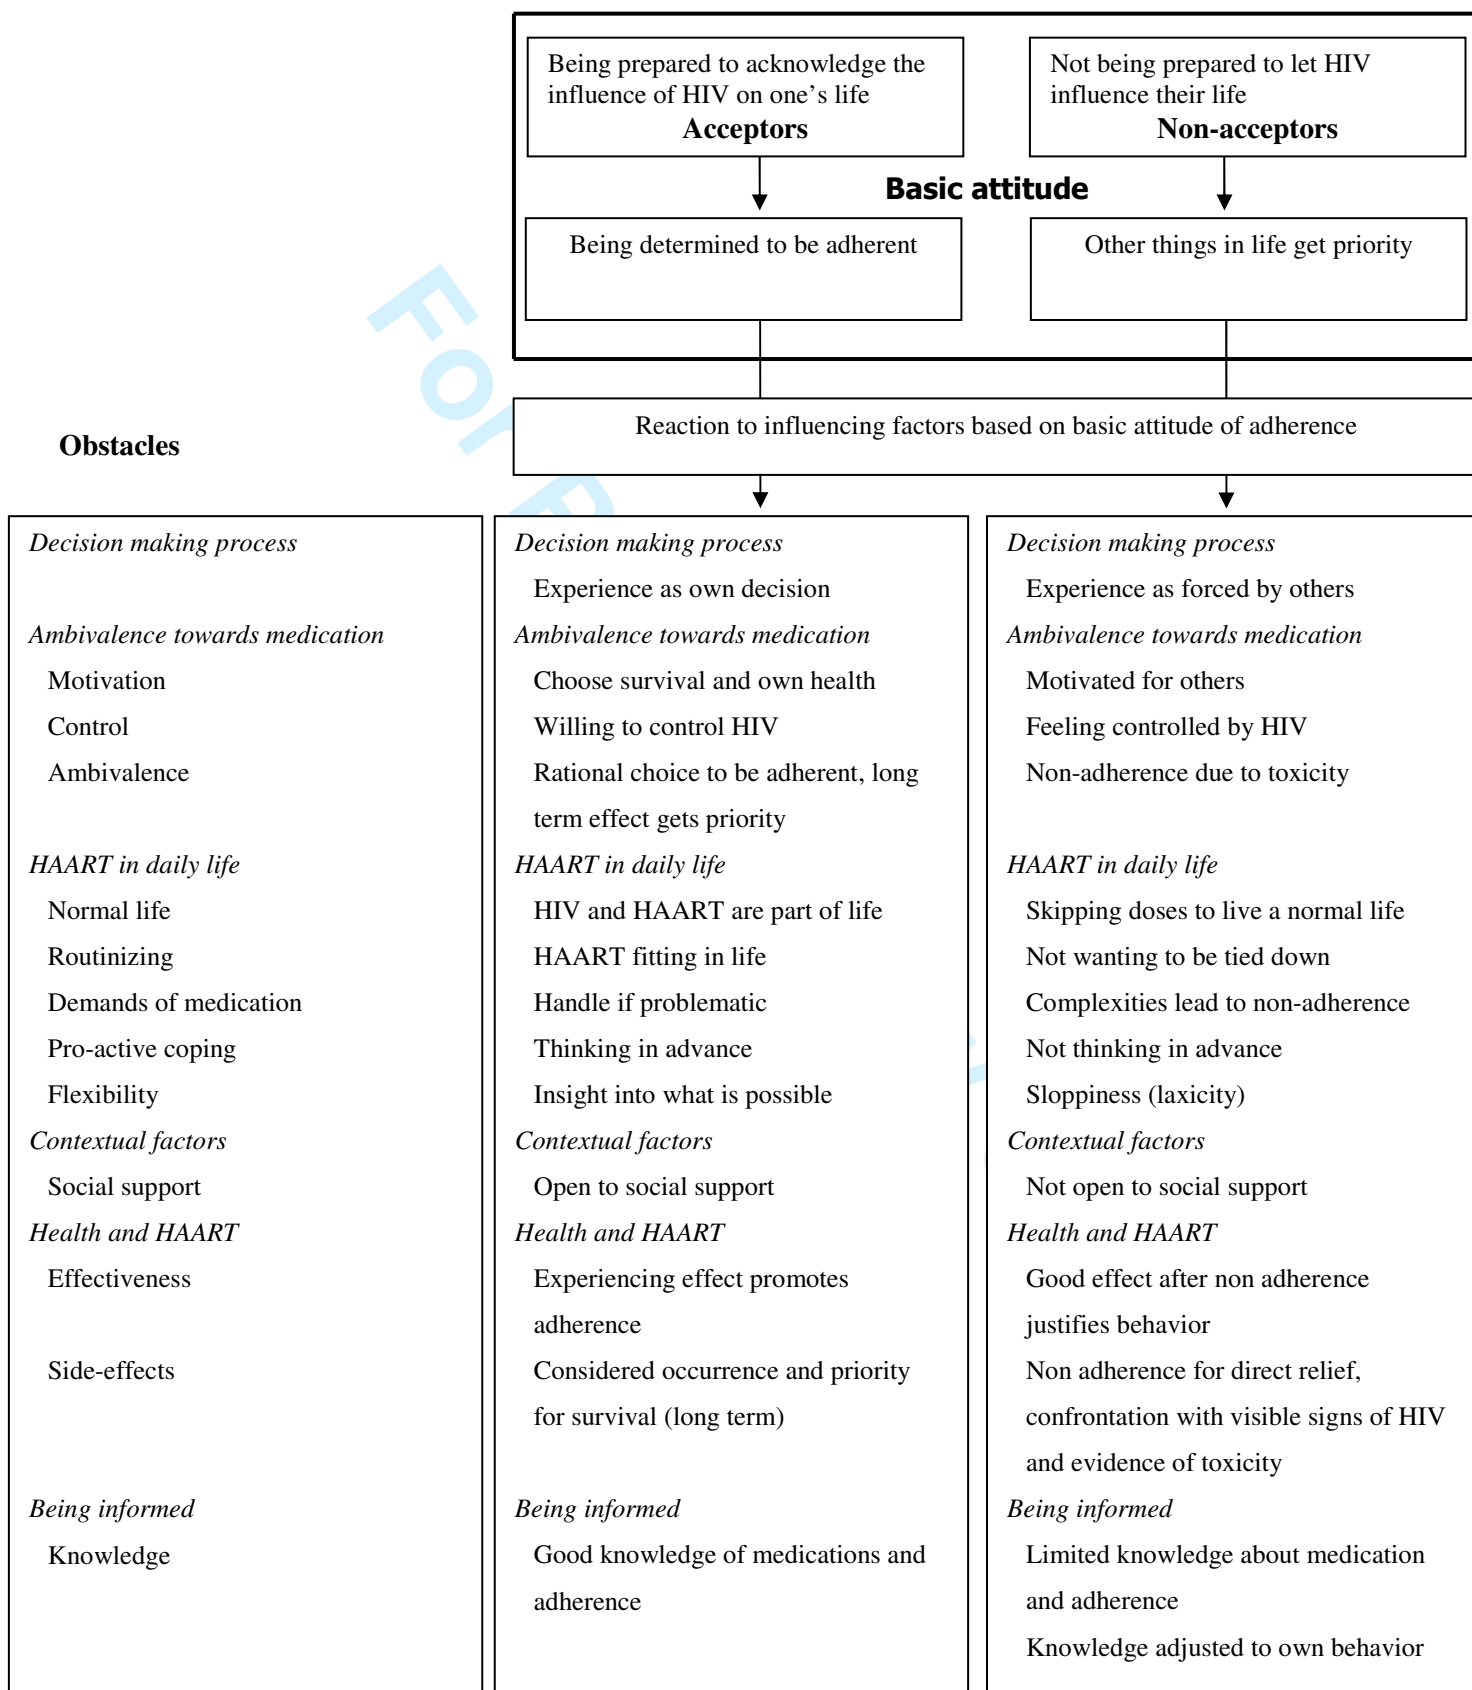 Being prepared to acknowledge the
influence of HIV on one's life
Acceptors
Not being prepared to let HIV
influence their life
Non-acceptors
Basic attitude
Being determined to be adherent
Other things in life get priority
Reaction to influencing factors based on basic attitude of adherence
Obstacles
Decision making process
Ambivalence towards medication
Motivation
Control
Ambivalence
HAART in daily life
Normal life
Routinizing
Demands of medication
Pro-active coping
Flexibility
Contextual factors
Social support
Health and HAART
Effectiveness
Side-effects
Being informed
Knowledge
Decision making process
Experience as own decision
Ambivalence towards medication
Choose survival and own health
Willing to control HIV
Rational choice to be adherent, long
term effect gets priority
HAART in daily life
HIV and HAART are part of life
HAART fitting in life
Handle if problematic
Thinking in advance
Insight into what is possible
Contextual factors
Open to social support
Health and HAART
Experiencing effect promotes
adherence
Considered occurrence and priority
for survival (long term)
Being informed
Good knowledge of medications and
adherence
Decision making process
Experience as forced by others
Ambivalence towards medication
Motivated for others
Feeling controlled by HIV
Non-adherence due to toxicity
HAART in daily life
Skipping doses to live a normal life
Not wanting to be tied down
Complexities lead to non-adherence
Not thinking in advance
Sloppiness (laxicity)
Contextual factors
Not open to social support
Health and HAART
Good effect after non adherence
justifies behavior
Non adherence for direct relief,
confrontation with visible signs of HIV
and evidence of toxicity
Being informed
Limited knowledge about medication
and adherence
Knowledge adjusted to own behavior
For